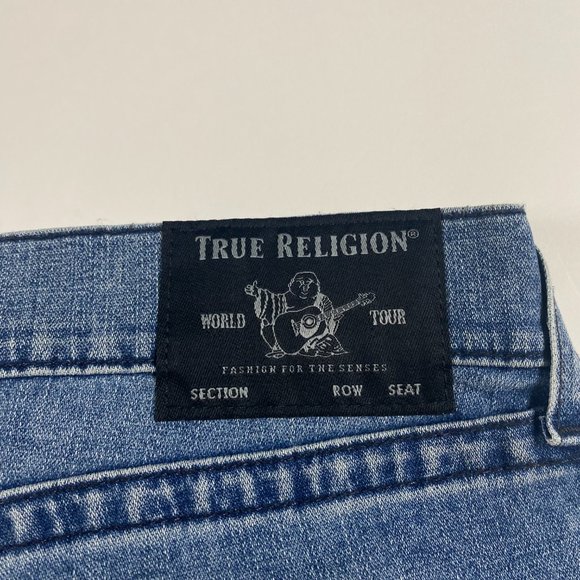 TRUE RELIGION®
WORLD TOUR
FASHION FOR THE SENSES
SECTION ROW SEAT